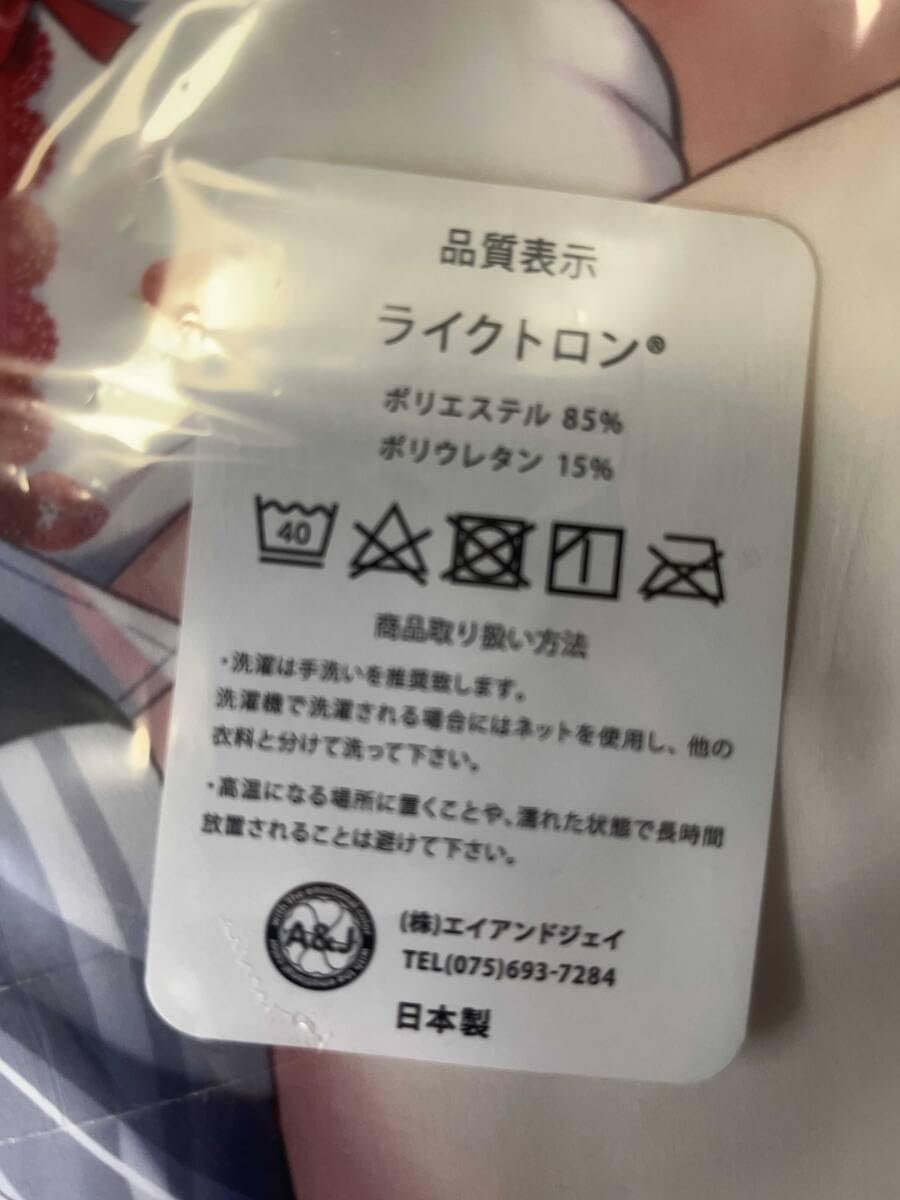 品質表示
ライクトロン®
ポリエステル 85%
ポリウレタン 15%
40
商品取り扱い方法
・洗濯は手洗いを推奨致します。
洗濯機で洗濯される場合にはネットを使用し、他の
衣料と分けて洗って下さい。
・高温になる場所に置くことや、濡れた状態で長時間
放置されることは避けて下さい。
A&J
(株)エイアンドジェイ
TEL(075)693-7284
日本製